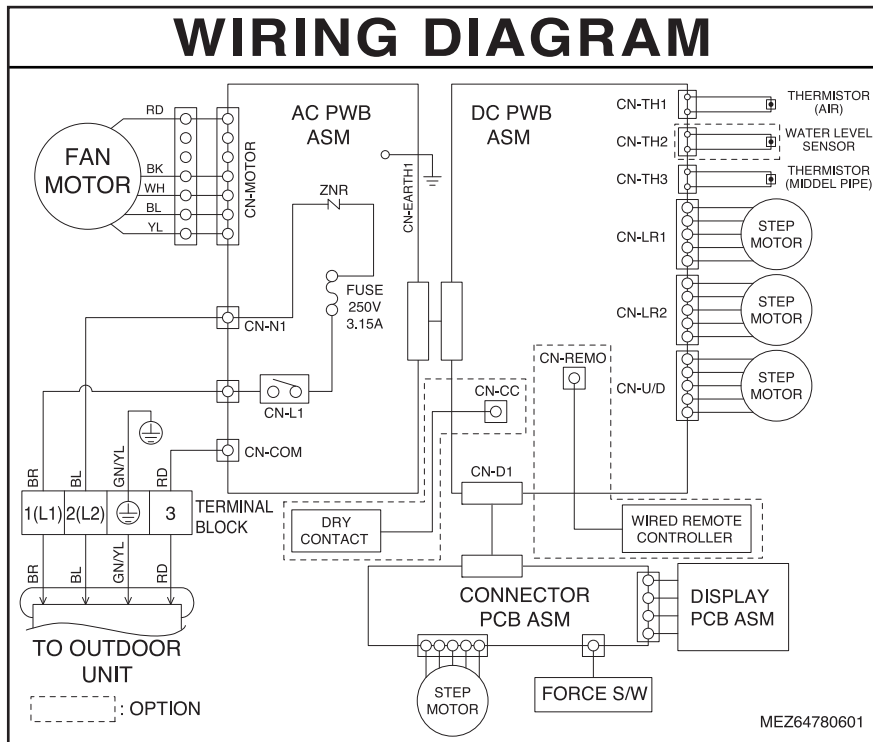 WIRING DIAGRAM
RD
BK
WH
BL
YL
FAN
MOTOR
CN-MOTOR
AC PWB
ASM
ZNR
CN-EARTH1
FUSE
250V
3.15A
CN-N1
CN-L1
CN-COM
DC PWB
ASM
CN-TH1
THERMISTOR
(AIR)
CN-TH2
WATER LEVEL
SENSOR
CN-TH3
THERMISTOR
(MIDDEL PIPE)
CN-LR1
STEP
MOTOR
CN-LR2
STEP
MOTOR
CN-U/D
STEP
MOTOR
CN-REMO
CN-CC
CN-D1
DRY
CONTACT
WIRED REMOTE
CONTROLLER
BR
BL
GN/YL
RD
1(L1)
2(L2)
3
TERMINAL
BLOCK
BR
BL
GN/YL
RD
TO OUTDOOR
UNIT
: OPTION
CONNECTOR
PCB ASM
DISPLAY
PCB ASM
STEP
MOTOR
FORCE S/W
MEZ64780601